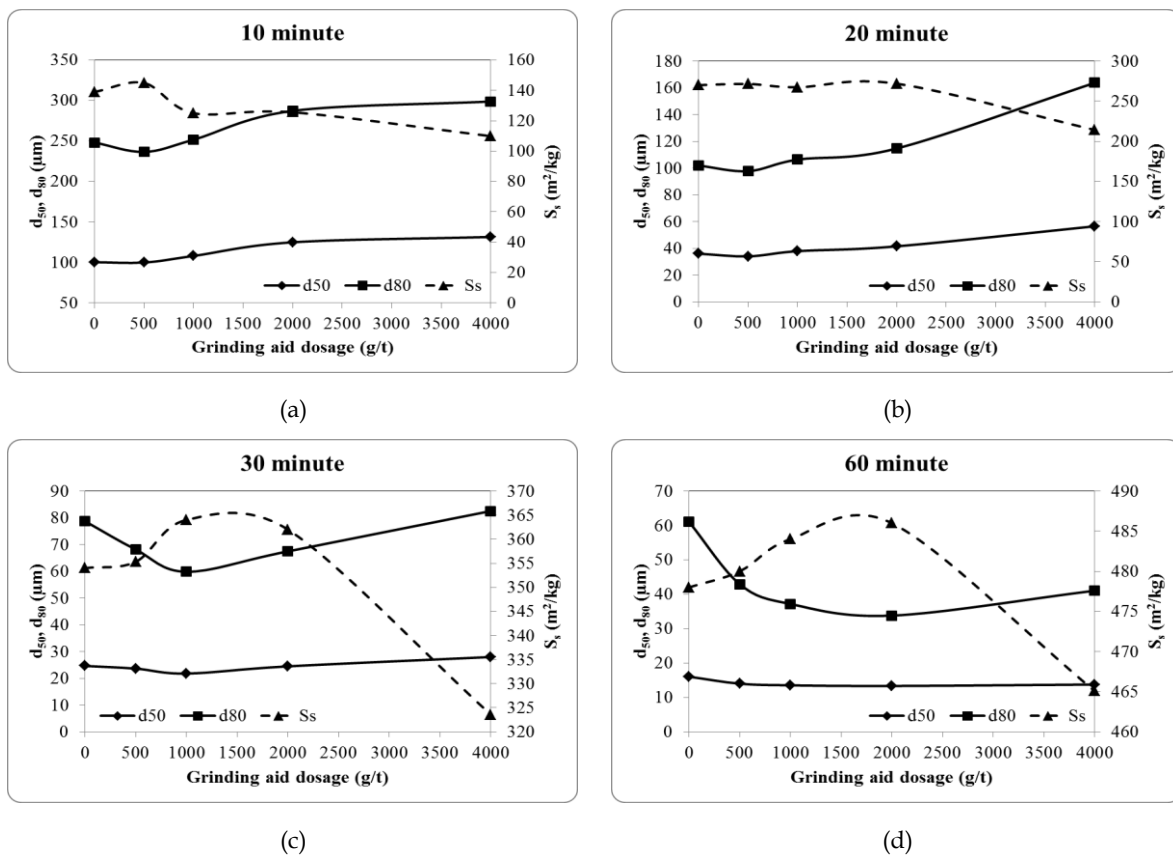 10 minute
350
300
250
200
150
100
50
d₅₀, d₈₀ (µm)
160
140
120
100
80
60
40
20
0
Sₛ (m²/kg)
d50 d80 Ss
0 500 1000 1500 2000 2500 3000 3500 4000
Grinding aid dosage (g/t)
(a)
20 minute
180
160
140
120
100
80
60
40
20
0
d₅₀, d₈₀ (µm)
300
250
200
150
100
50
0
Sₛ (m²/kg)
d50 d80 Ss
0 500 1000 1500 2000 2500 3000 3500 4000
Grinding aid dosage (g/t)
(b)
30 minute
90
80
70
60
50
40
30
20
10
0
d₅₀, d₈₀ (µm)
370
365
360
355
350
345
340
335
330
325
320
Sₛ (m²/kg)
d50 d80 Ss
0 500 1000 1500 2000 2500 3000 3500 4000
Grinding aid dosage (g/t)
(c)
60 minute
70
60
50
40
30
20
10
0
d₅₀, d₈₀ (µm)
490
485
480
475
470
465
460
Sₛ (m²/kg)
d50 d80 Ss
0 500 1000 1500 2000 2500 3000 3500 4000
Grinding aid dosage (g/t)
(d)